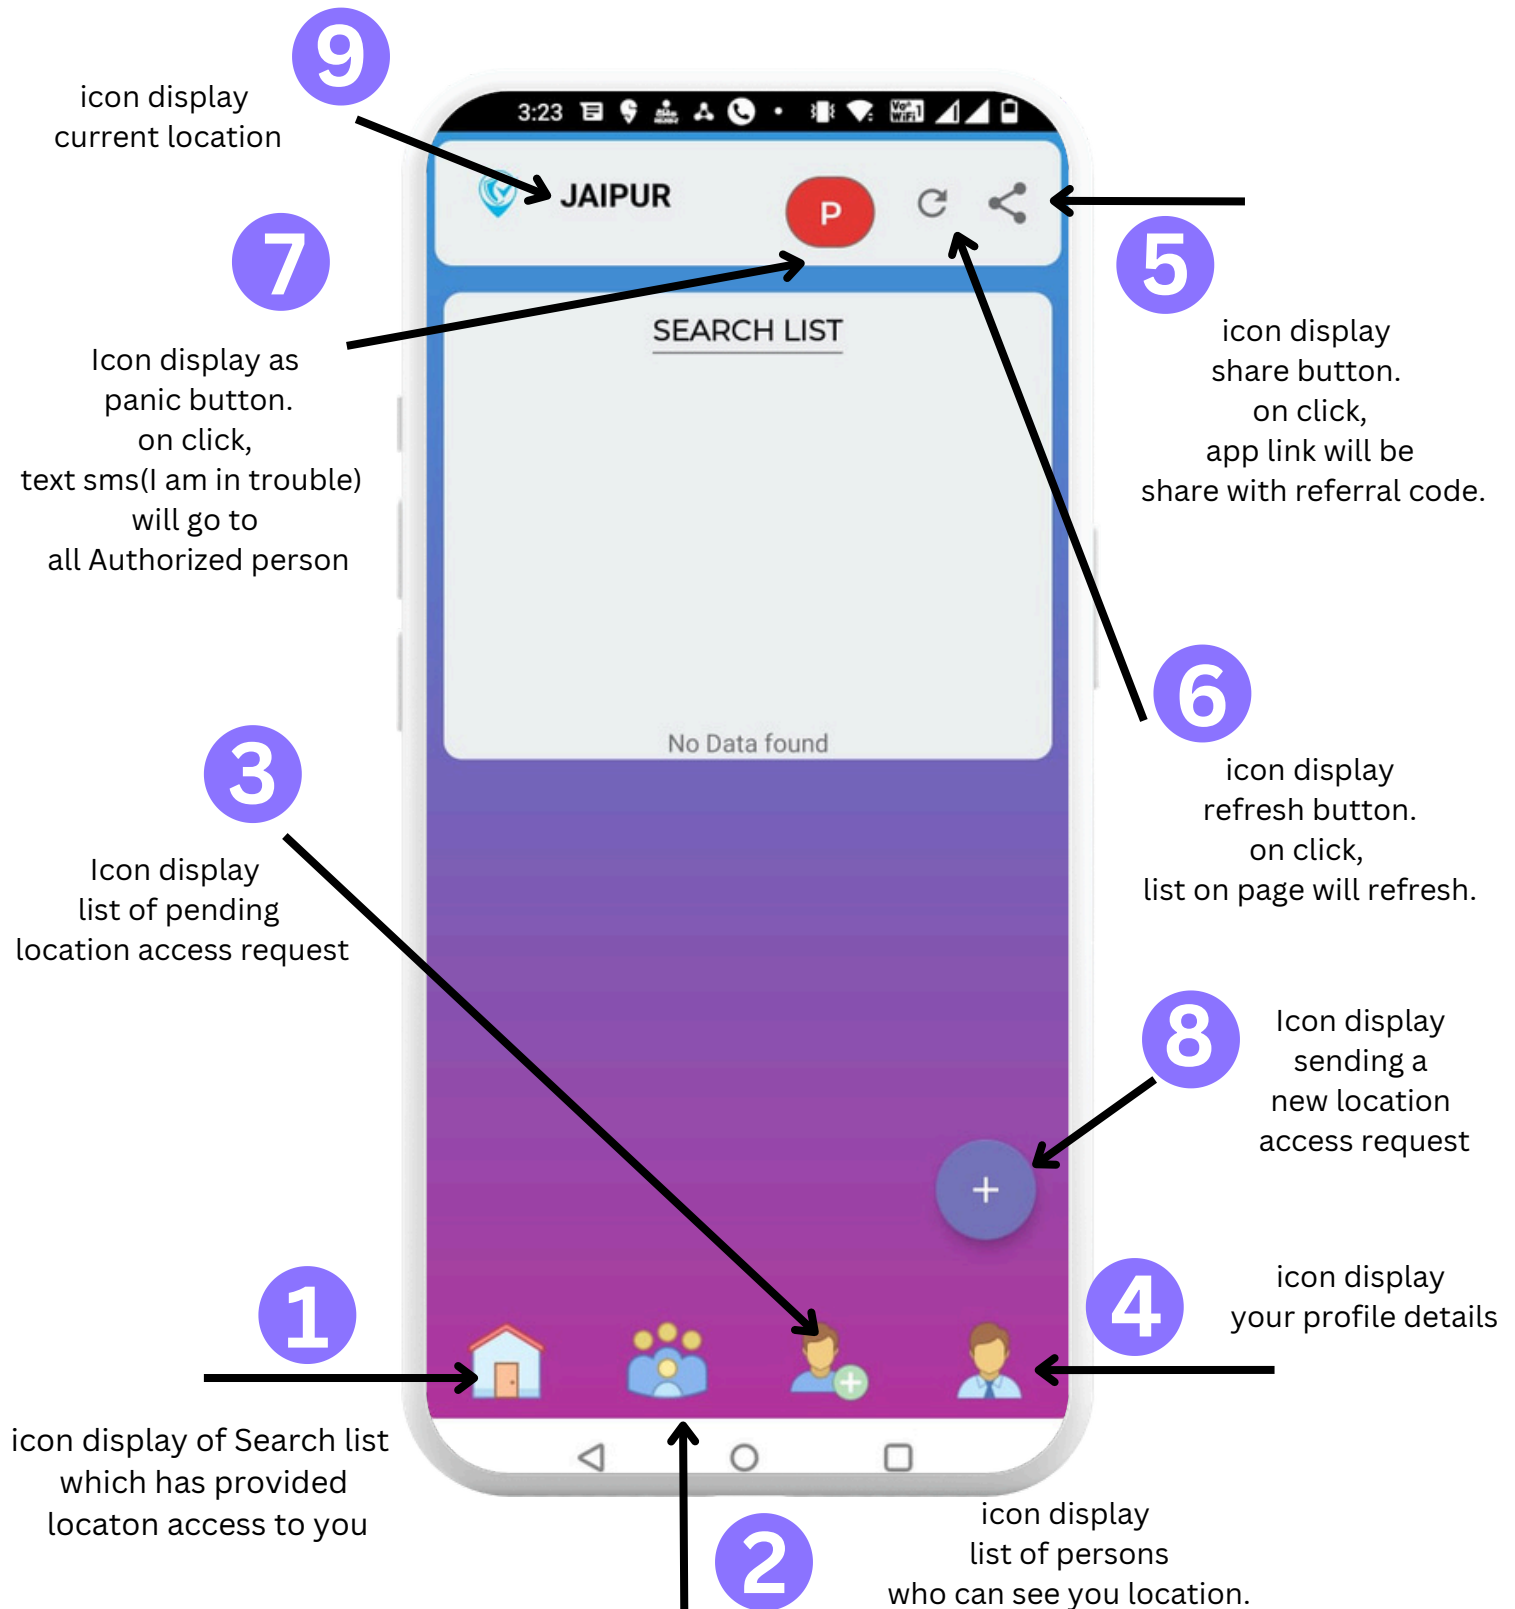 9
icon display
current location
3:23
Vo
WiFi 1
JAIPUR
P
7
Icon display as
panic button.
on click,
text sms(I am in trouble)
will go to
all Authorized person
5
icon display
share button.
on click,
app link will be
share with referral code.
SEARCH LIST
No Data found
6
icon display
refresh button.
on click,
list on page will refresh.
3
Icon display
list of pending
location access request
8
Icon display
sending a
new location
access request
+
4
icon display
your profile details
1
icon display of Search list
which has provided
locaton access to you
2
icon display
list of persons
who can see you location.